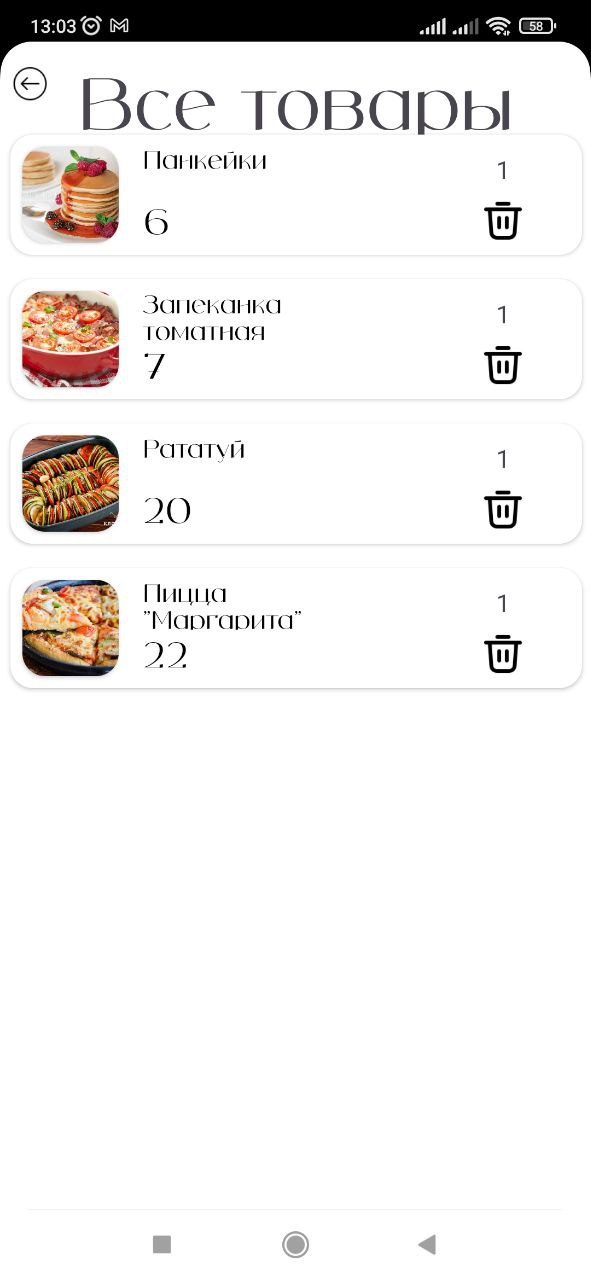 13:03
58
Все товары
Панкейки
1
6
Запеканка
томатная
1
7
Рататуй
1
20
Пицца
"Маргарита"
1
22